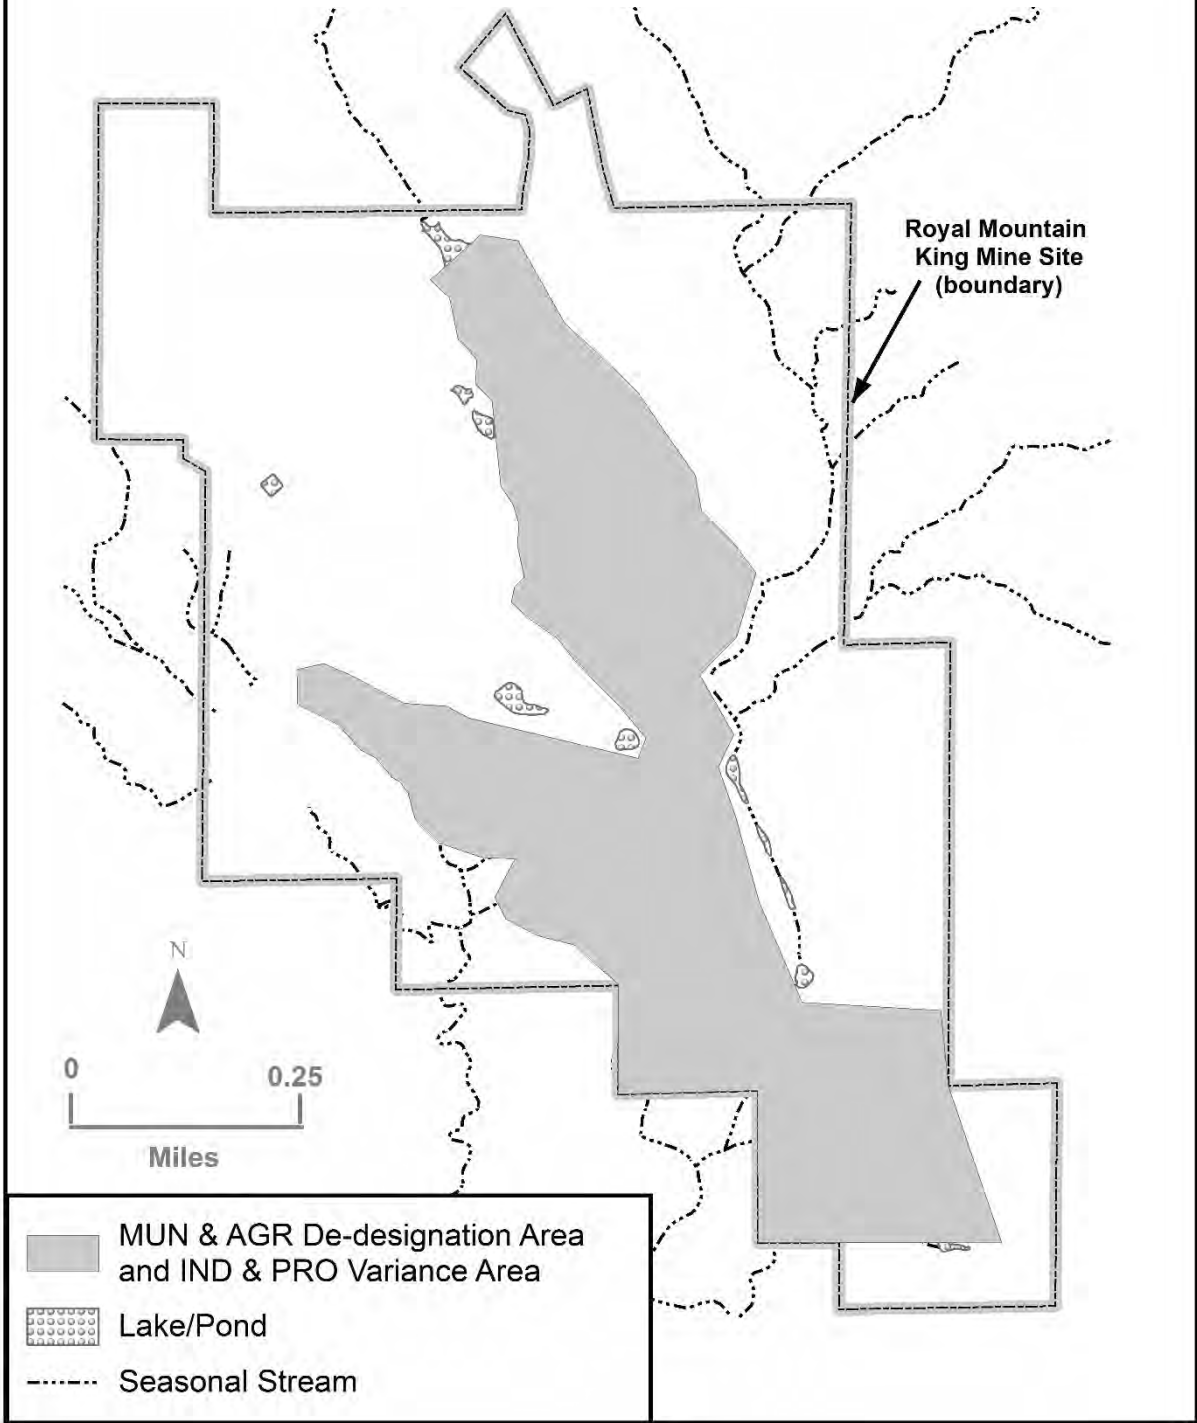 Royal Mountain
King Mine Site
(boundary)
N
0 0.25
Miles
MUN & AGR De-designation Area
and IND & PRO Variance Area
Lake/Pond
Seasonal Stream